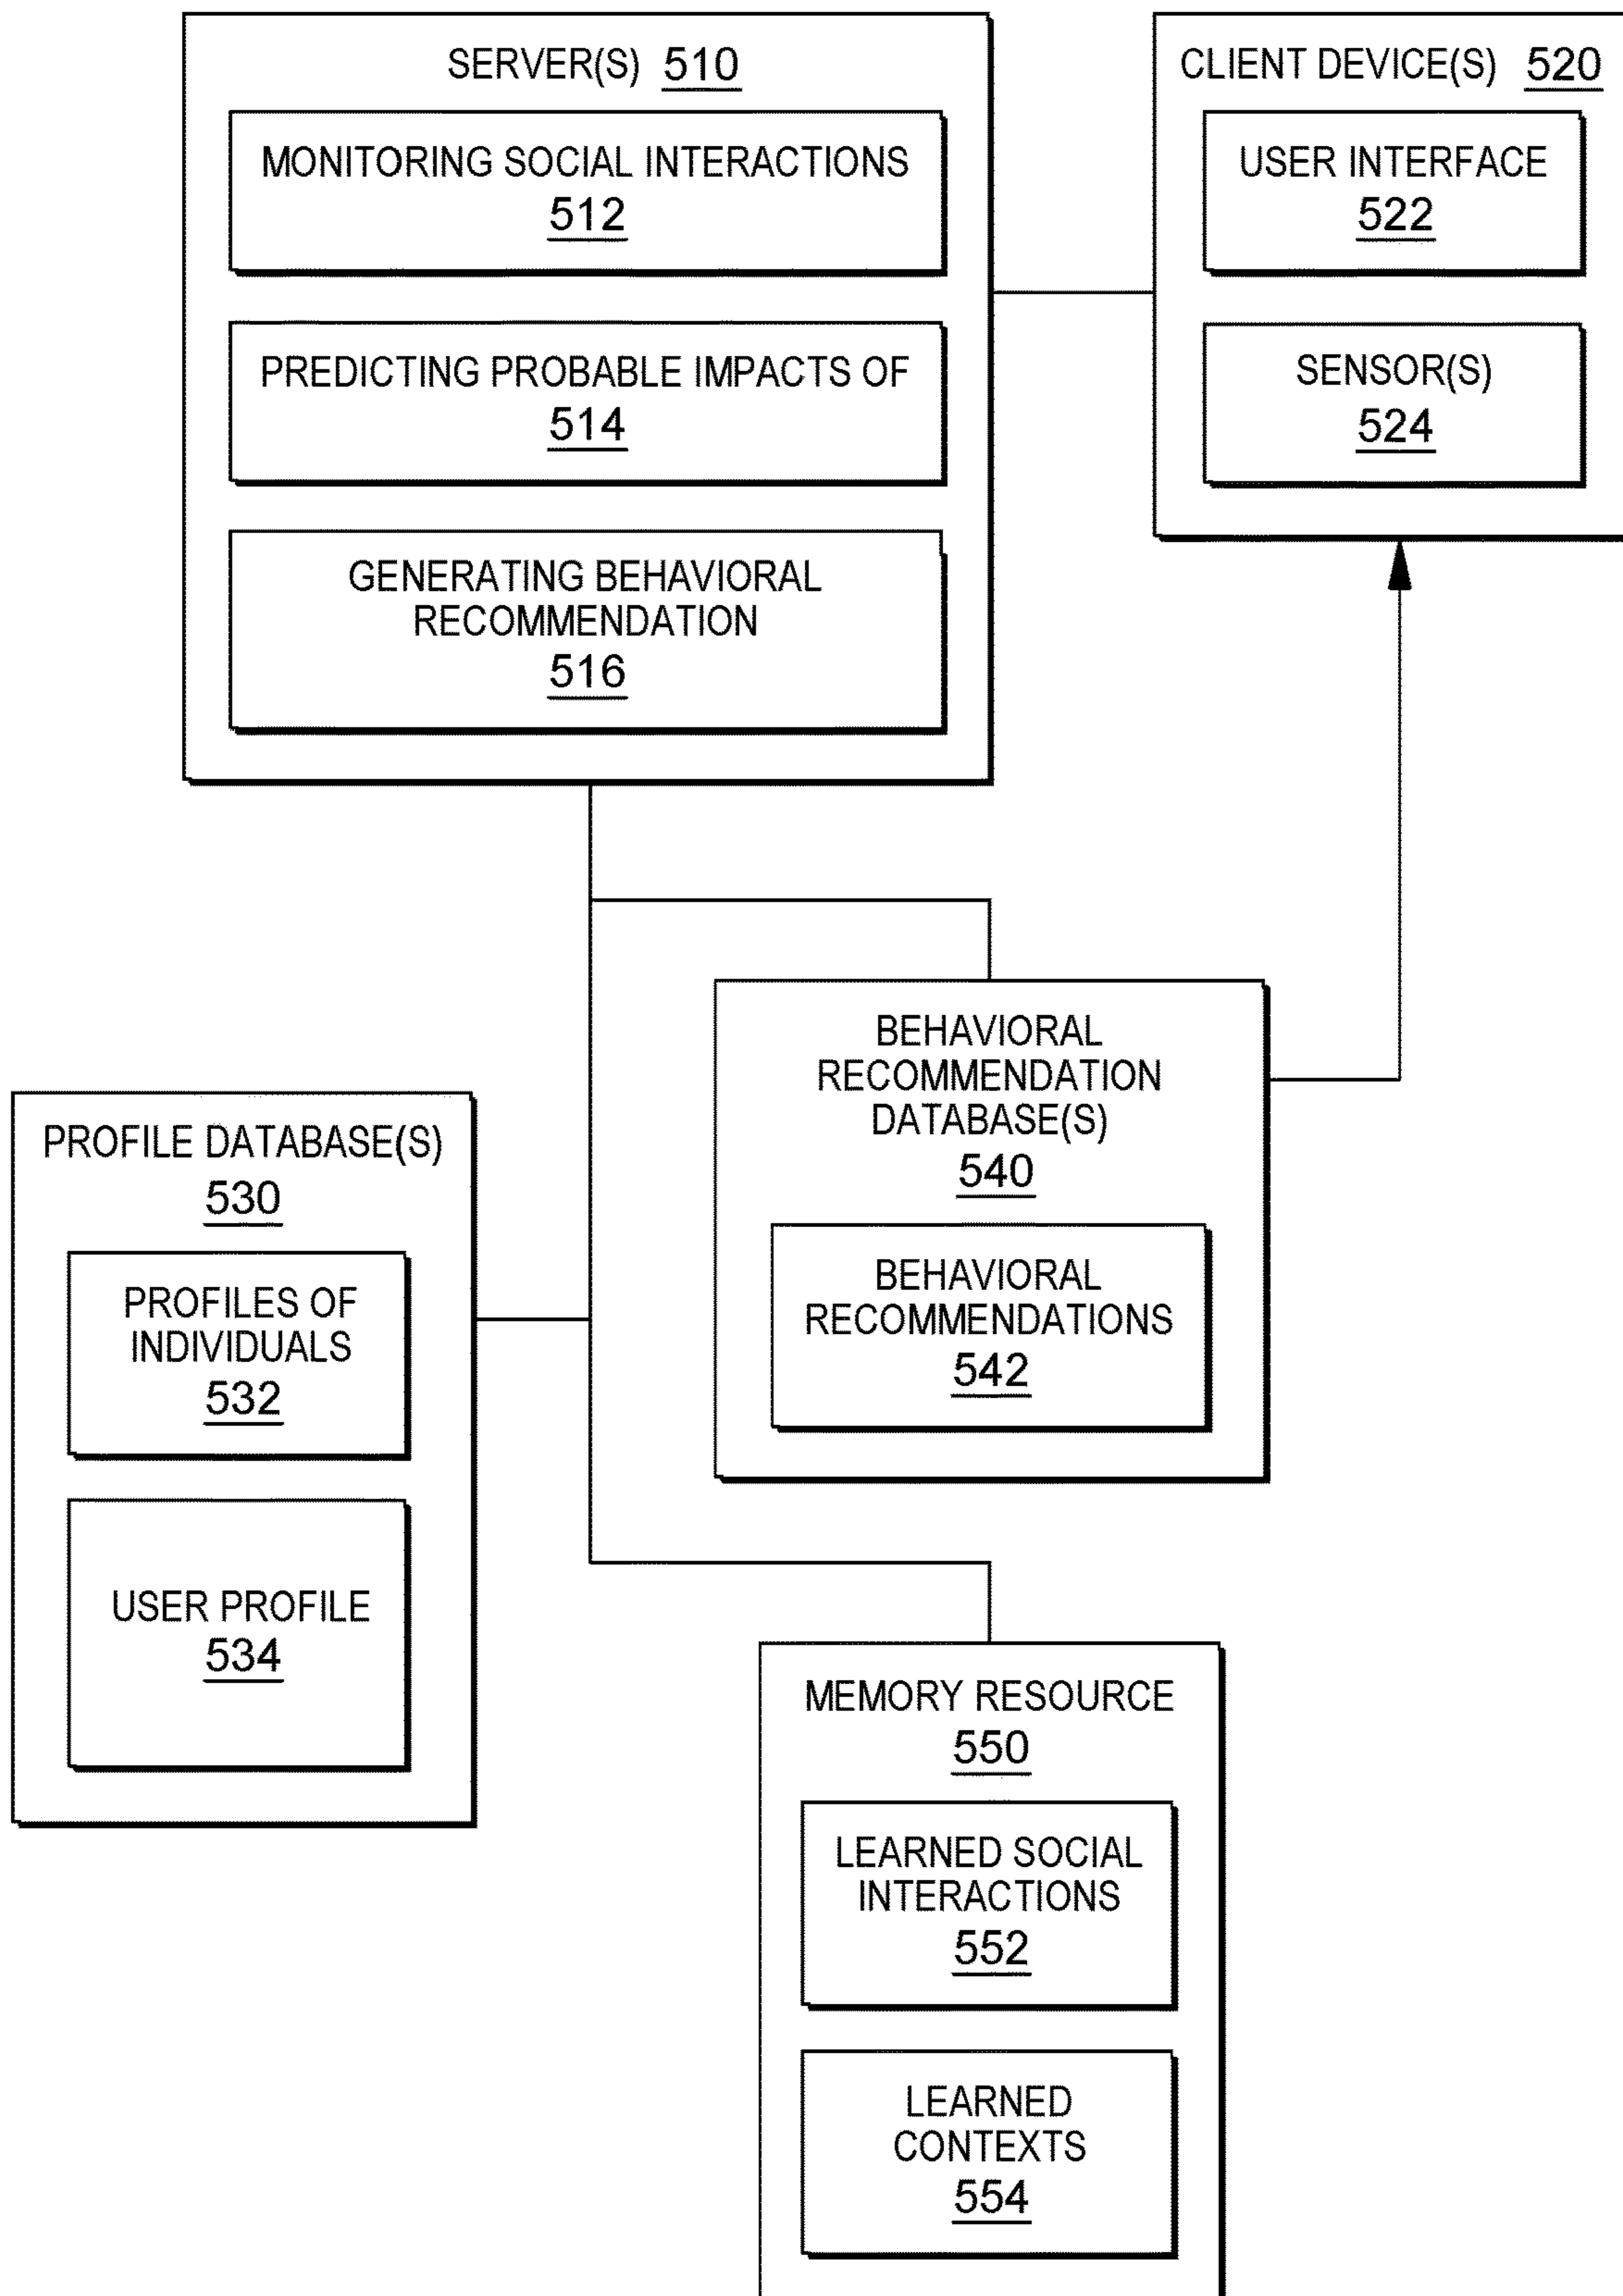 SERVER(S) 510
MONITORING SOCIAL INTERACTIONS
512
PREDICTING PROBABLE IMPACTS OF
514
GENERATING BEHAVIORAL
RECOMMENDATION
516
CLIENT DEVICE(S) 520
USER INTERFACE
522
SENSOR(S)
524
BEHAVIORAL
RECOMMENDATION
DATABASE(S)
540
BEHAVIORAL
RECOMMENDATIONS
542
PROFILE DATABASE(S)
530
PROFILES OF
INDIVIDUALS
532
USER PROFILE
534
MEMORY RESOURCE
550
LEARNED SOCIAL
INTERACTIONS
552
LEARNED
CONTEXTS
554